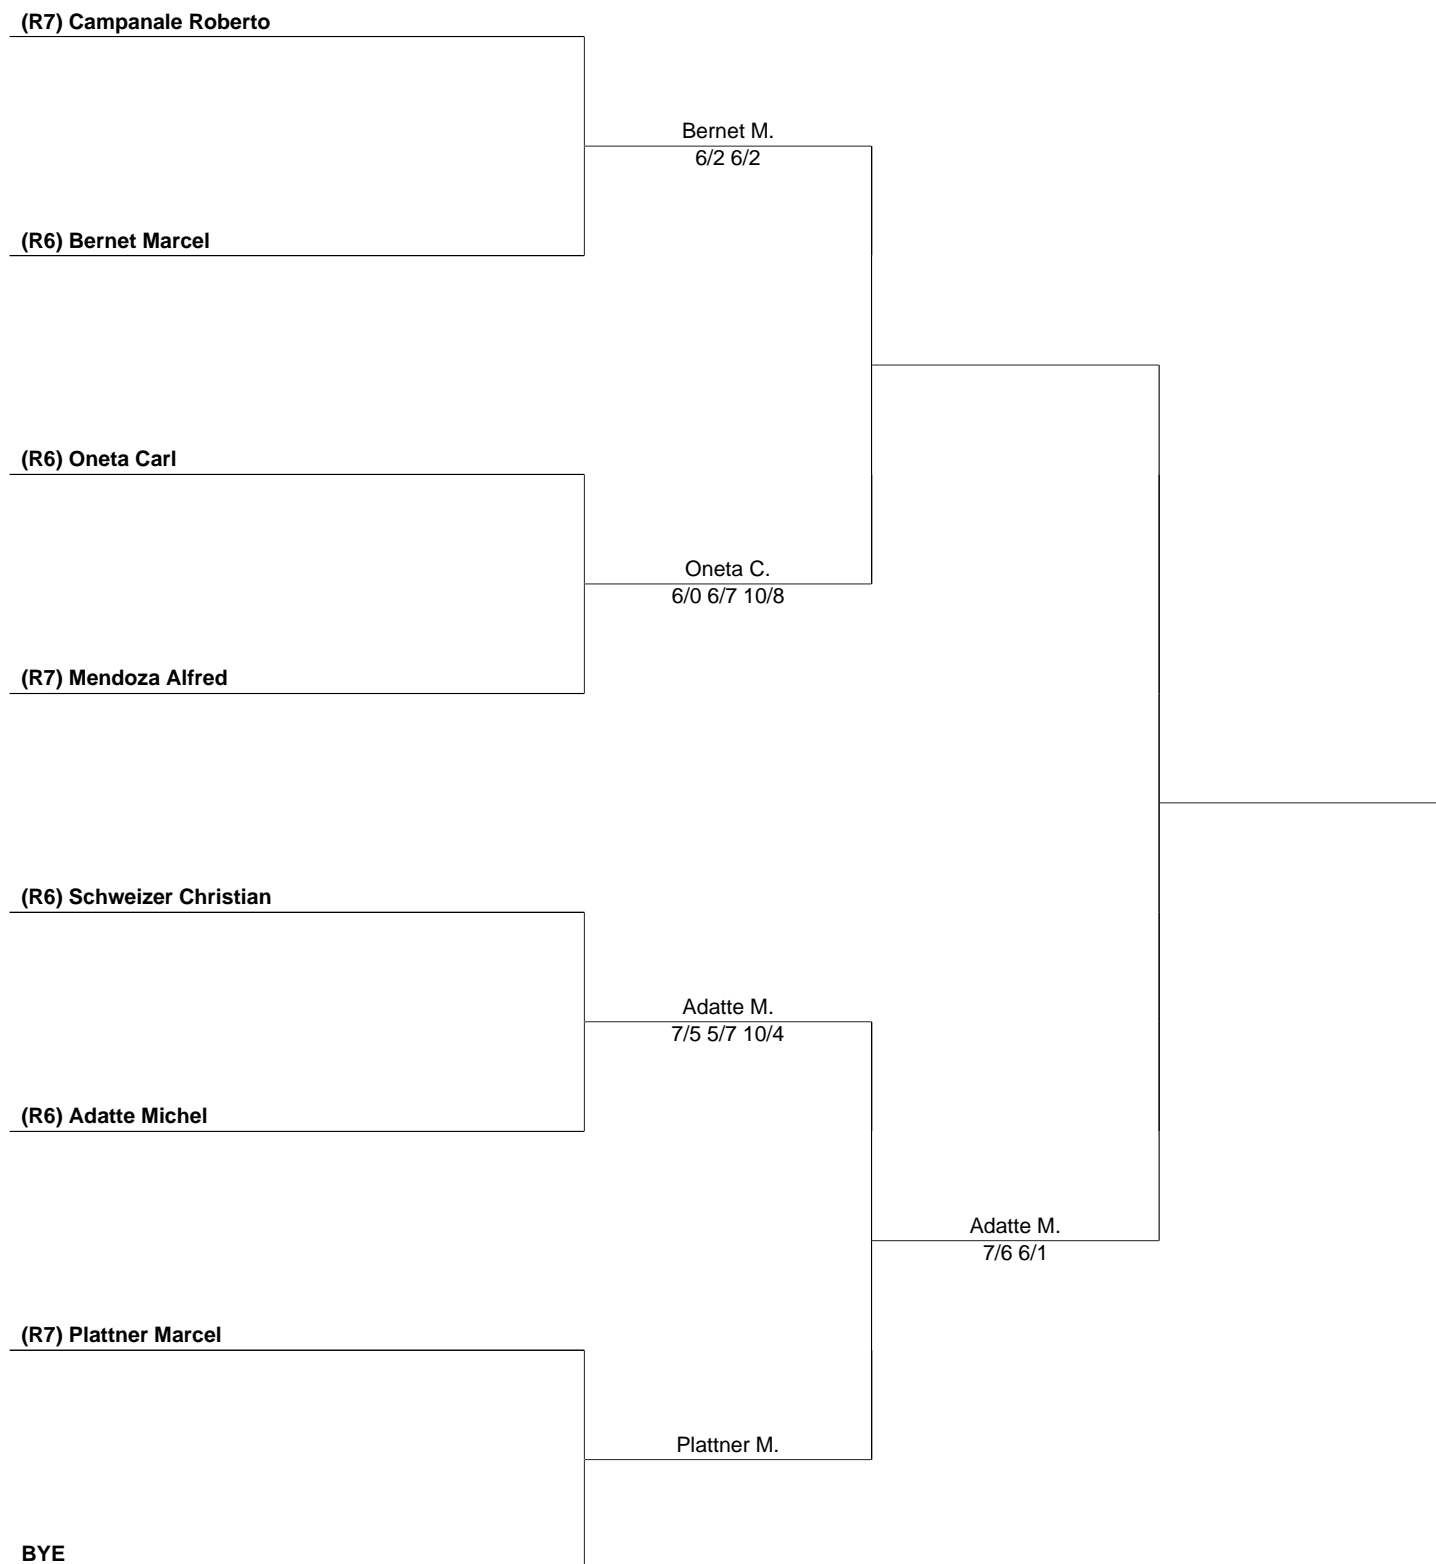 (R7) Campanale Roberto
Bernet M.
6/2 6/2
(R6) Bernet Marcel
(R6) Oneta Carl
Oneta C.
6/0 6/7 10/8
(R7) Mendoza Alfred
(R6) Schweizer Christian
Adatte M.
7/5 5/7 10/4
(R6) Adatte Michel
Adatte M.
7/6 6/1
(R7) Plattner Marcel
Plattner M.
BYE